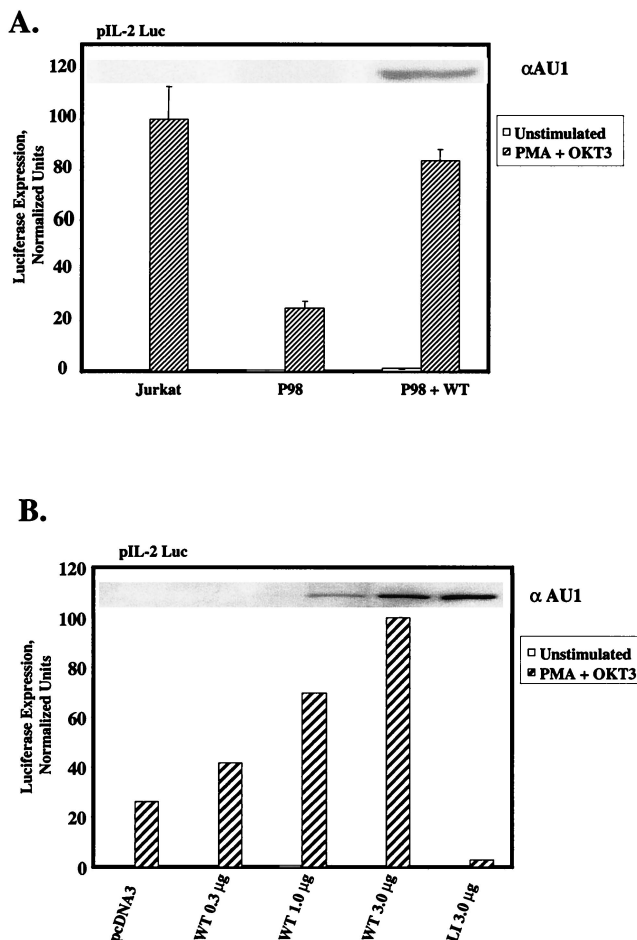 A.
pIL-2 Luc
120
100
80
60
40
20
0
Luciferase Expression,
Normalized Units
αAU1
Unstimulated
PMA + OKT3
Jurkat
P98
P98 + WT
B.
pIL-2 Luc
120
100
80
60
40
20
0
Luciferase Expression,
Normalized Units
α AU1
Unstimulated
PMA + OKT3
pcDNA3
WT 0.3 µg
WT 1.0 µg
WT 3.0 µg
LI 3.0 µg